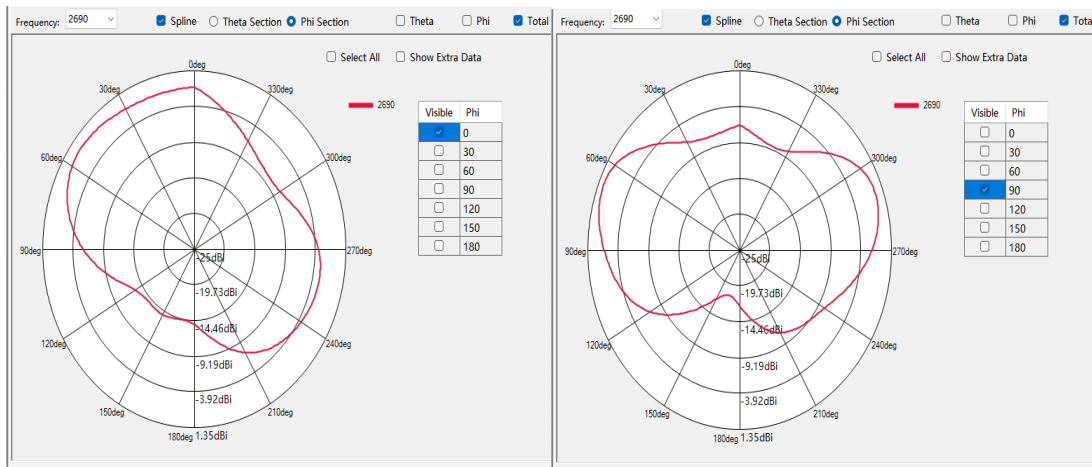 Frequency: 2690 Spline Theta Section Phi Section Theta Phi Total
Select All Show Extra Data
0deg
30deg 330deg
2690
Visible Phi
0
30
60
90
120
150
180
60deg 300deg
90deg 270deg
-25dBi
-19.73dBi
-14.46dBi
120deg 240deg
-9.19dBi
-3.92dBi
150deg 210deg
180deg 1.35dBi
Frequency: 2690 Spline Theta Section Phi Section Theta Phi Total
Select All Show Extra Data
0deg
30deg 330deg
2690
Visible Phi
0
30
60
90
120
150
180
60deg 300deg
90deg 270deg
-25dBi
-19.73dBi
-14.46dBi
120deg 240deg
-9.19dBi
-3.92dBi
150deg 210deg
180deg 1.35dBi